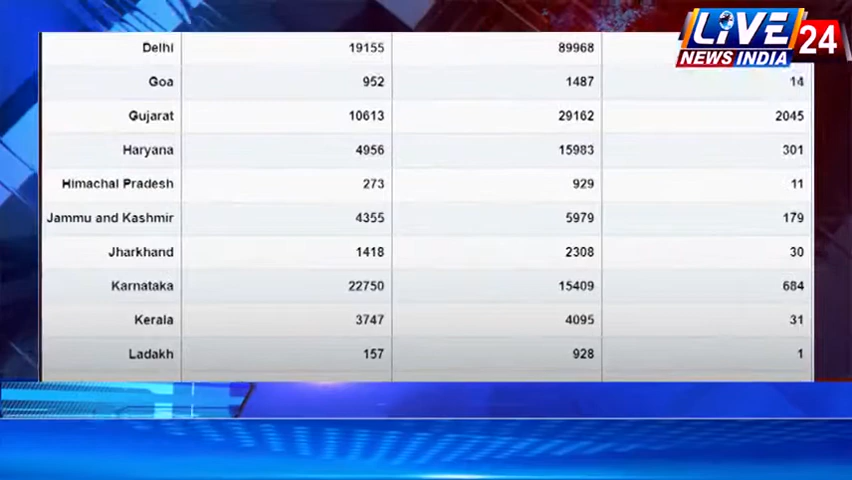 LIVE 24
NEWS INDIA
Delhi 19155 89968
Goa 952 1487 14
Gujarat 10613 29162 2045
Haryana 4956 15983 301
Himachal Pradesh 273 929 11
Jammu and Kashmir 4355 5979 179
Jharkhand 1418 2308 30
Karnataka 22750 15409 684
Kerala 3747 4095 31
Ladakh 157 928 1